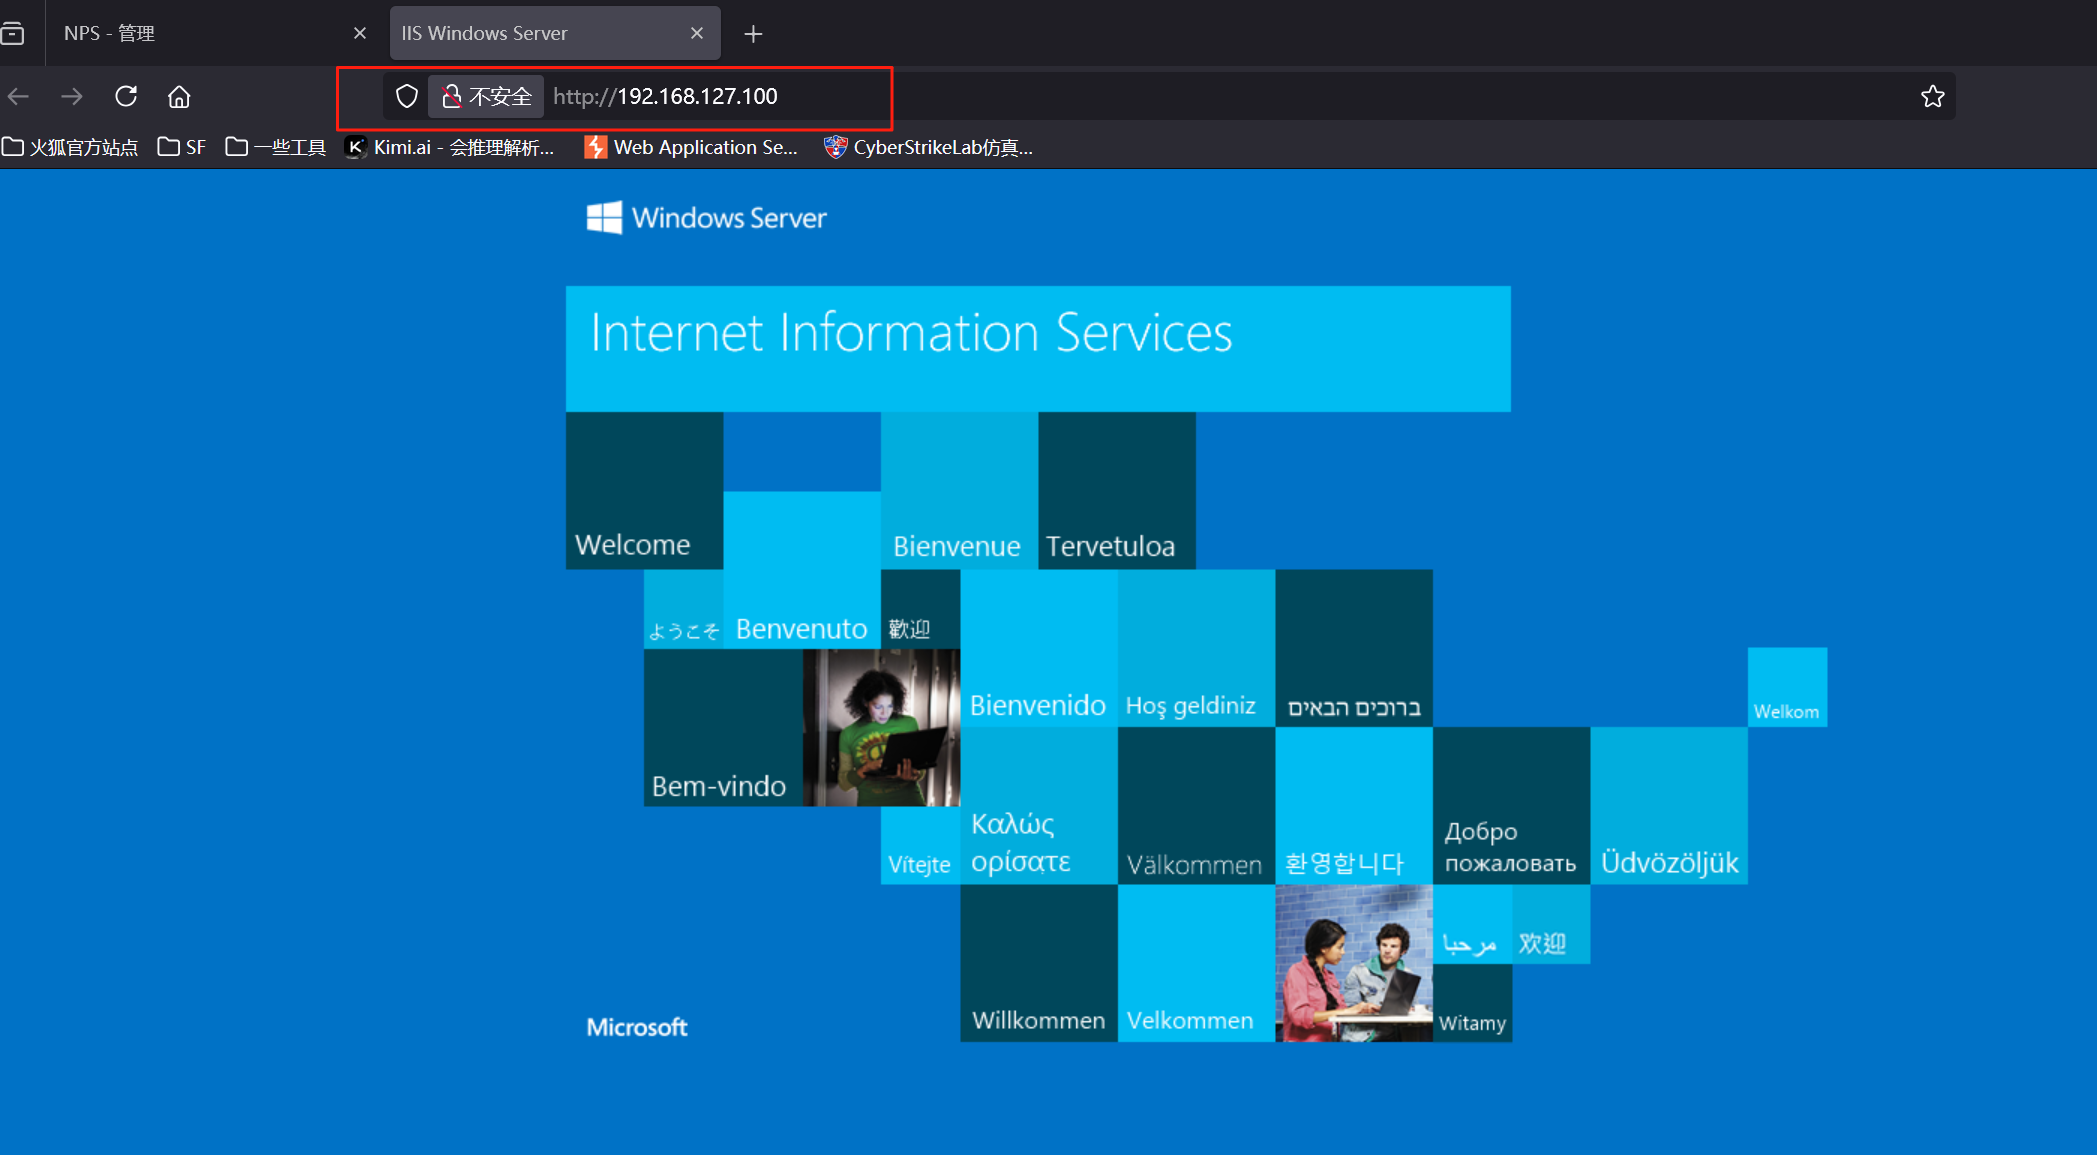 NPS - 管理
IIS Windows Server
不安全 http://192.168.127.100
火狐官方站点 SF 一些工具 Kimi.ai - 会推理解析... Web Application Se... CyberStrikeLab仿真...
Windows Server
Internet Information Services
Welcome
Bienvenue
Tervetuloa
ようこそ
Benvenuto
歡迎
Bienvenido
Hoş geldiniz
ברוכים הבאים
Welkom
Bem-vindo
Vítejte
Καλώς
ορίσατε
Välkommen
환영합니다
Добро
пожаловать
Üdvözöljük
مرحبا
欢迎
Willkommen
Velkommen
Witamy
Microsoft